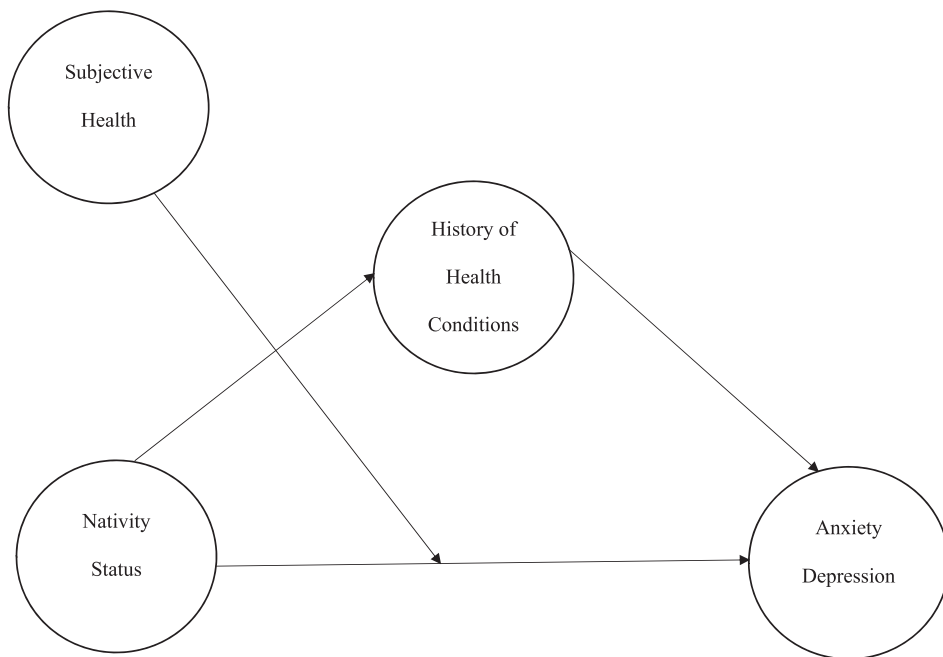 Subjective
Health
History of
Health
Conditions
Nativity
Status
Anxiety
Depression